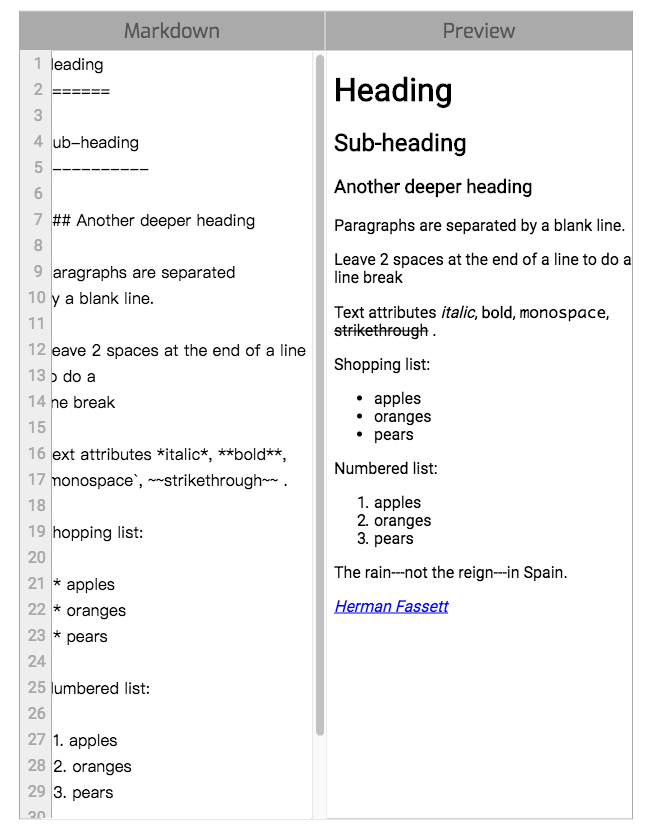 Markdown
1 leading
2 ======
3
4 ub-heading
5 ----------
6
7 ## Another deeper heading
8
9 aragraphs are separated
10 y a blank line.
11
12 eave 2 spaces at the end of a line
13 o do a
14 ne break
15
16 ext attributes *italic*, **bold**,
17 monospace`, ~~strikethrough~~ .
18
19 hopping list:
20
21 * apples
22 * oranges
23 * pears
24
25 lumbered list:
26
27 1. apples
28 2. oranges
29 3. pears
30
Preview
Heading
Sub-heading
Another deeper heading
Paragraphs are separated by a blank line.
Leave 2 spaces at the end of a line to do a
line break
Text attributes italic, bold, monospace,
strikethrough .
Shopping list:
• apples
• oranges
• pears
Numbered list:
1. apples
2. oranges
3. pears
The rain---not the reign---in Spain.
Herman Fassett